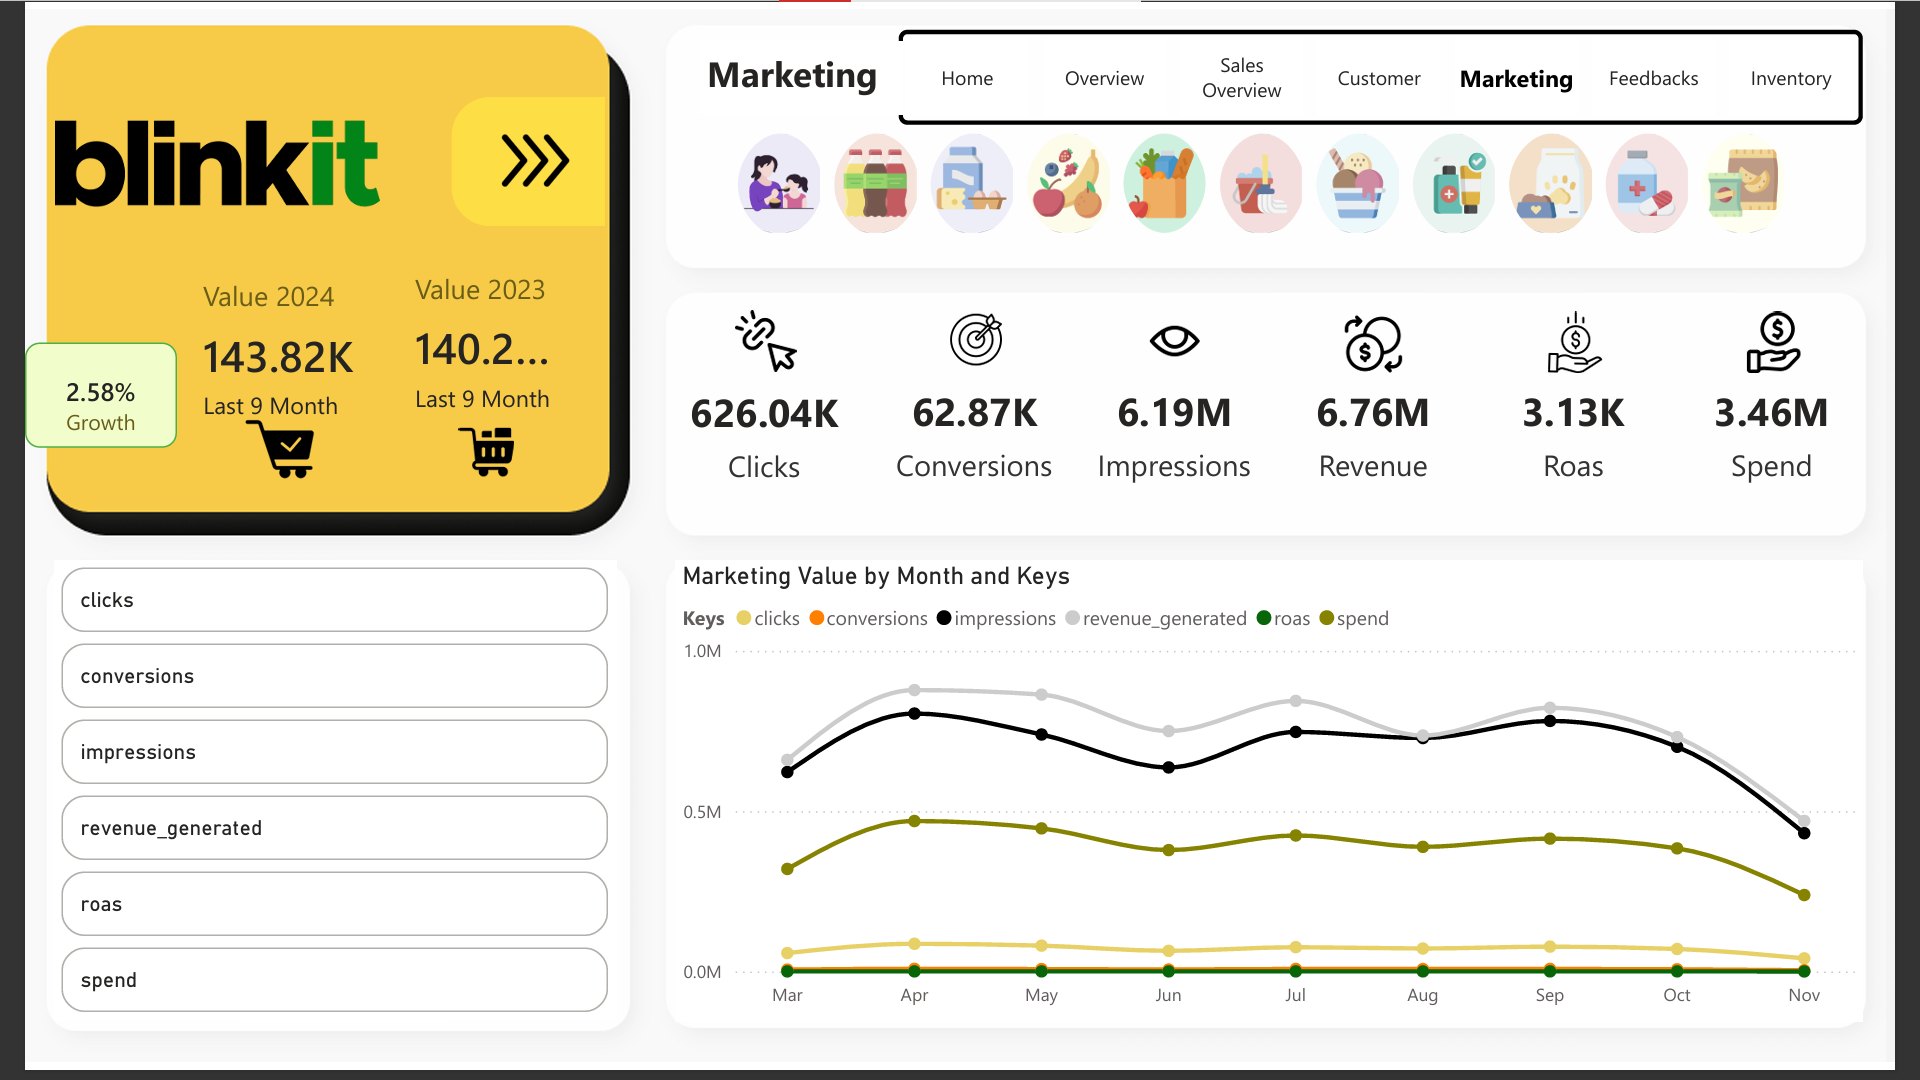 blinkit
Value 2024
143.82K
Last 9 Month
Value 2023
140.2...
Last 9 Month
2.58%
Growth
Marketing
Home
Overview
Sales
Overview
Customer
Marketing
Feedbacks
Inventory
626.04K
Clicks
62.87K
Conversions
6.19M
Impressions
6.76M
Revenue
3.13K
Roas
3.46M
Spend
clicks
conversions
impressions
revenue_generated
roas
spend
Marketing Value by Month and Keys
Keys clicks conversions impressions revenue_generated roas spend
1.0M
0.5M
0.0M
Mar Apr May Jun Jul Aug Sep Oct Nov